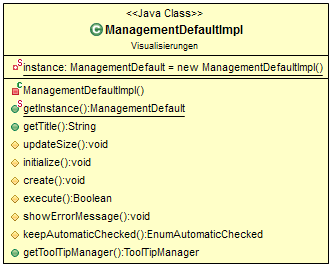 <<Java Class>>
C ManagementDefaultImpl
Visualisierungen
S instance: ManagementDefault = new ManagementDefaultImpl()
C ManagementDefaultImpl()
S getInstance():ManagementDefault
getTitle():String
updateSize():void
initialize():void
create():void
execute():Boolean
showErrorMessage():void
keepAutomaticChecked():EnumAutomaticChecked
getToolTipManager():ToolTipManager